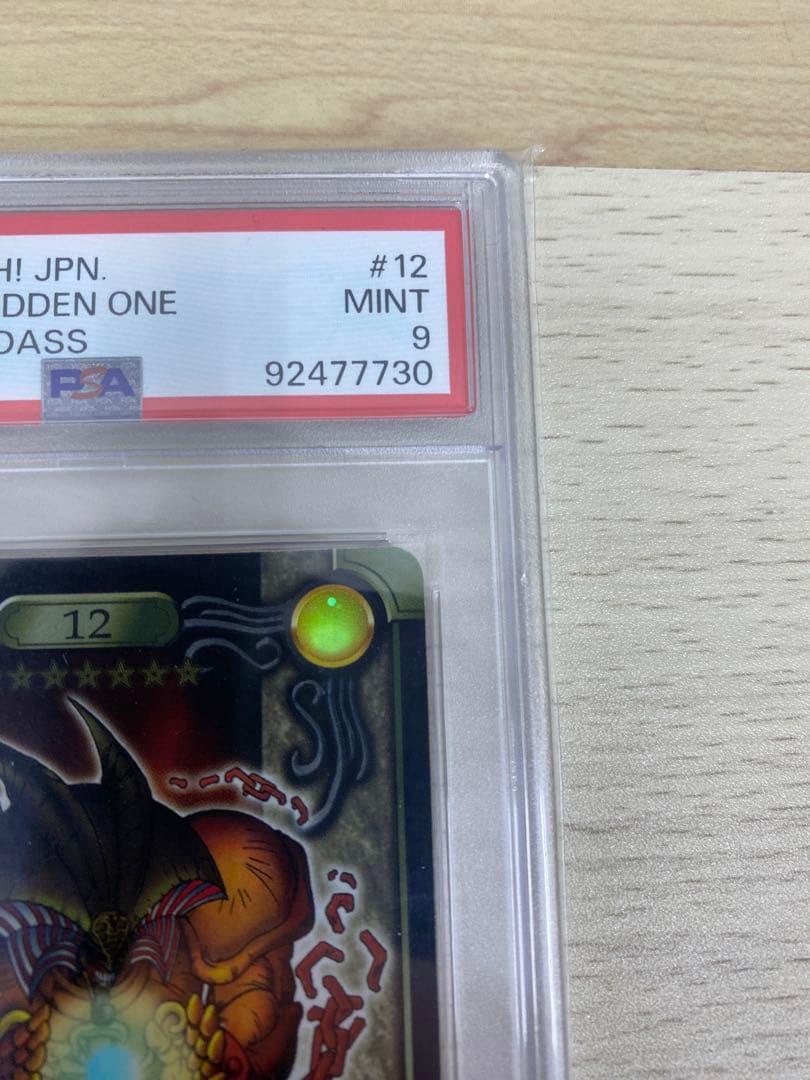 H! JPN. #12
DDEN ONE MINT
DASS 9
PSA 92477730
12